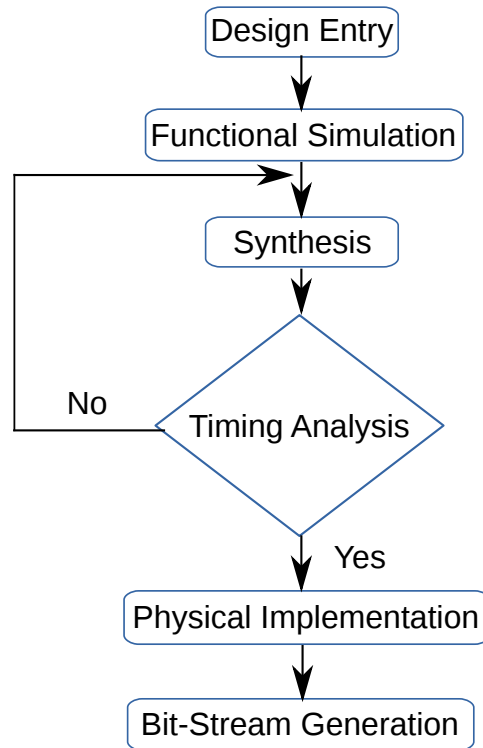 Design Entry
Functional Simulation
Synthesis
Timing Analysis
No
Yes
Physical Implementation
Bit-Stream Generation